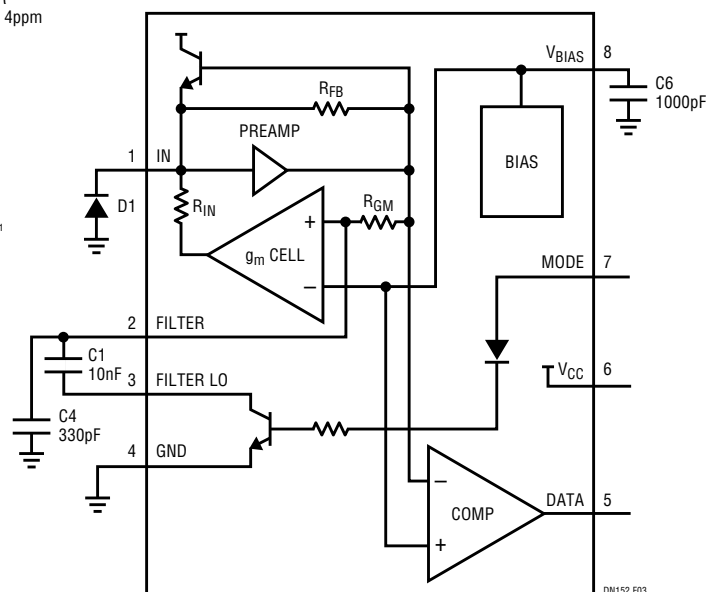 4ppm
1
VBIAS 8
C6
1000pF
RFB
PREAMP
BIAS
1 IN
D1
RIN
RGM
+
gm CELL
–
MODE 7
2 FILTER
C1
10nF
3 FILTER LO
VCC 6
C4
330pF
4 GND
–
COMP
DATA 5
+
DN152 F03